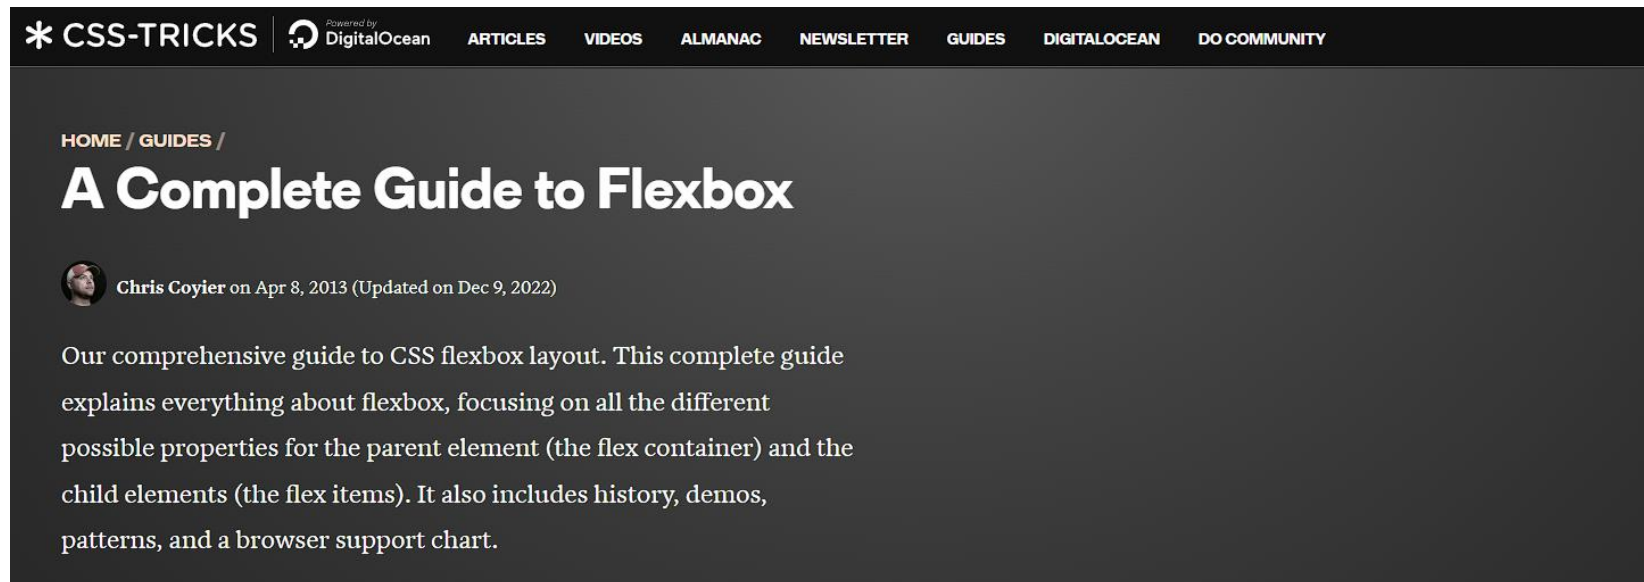 CSS-TRICKS Powered by DigitalOcean ARTICLES VIDEOS ALMANAC NEWSLETTER GUIDES DIGITALOCEAN DO COMMUNITY
HOME / GUIDES /
A Complete Guide to Flexbox
Chris Coyier on Apr 8, 2013 (Updated on Dec 9, 2022)
Our comprehensive guide to CSS flexbox layout. This complete guide
explains everything about flexbox, focusing on all the different
possible properties for the parent element (the flex container) and the
child elements (the flex items). It also includes history, demos,
patterns, and a browser support chart.